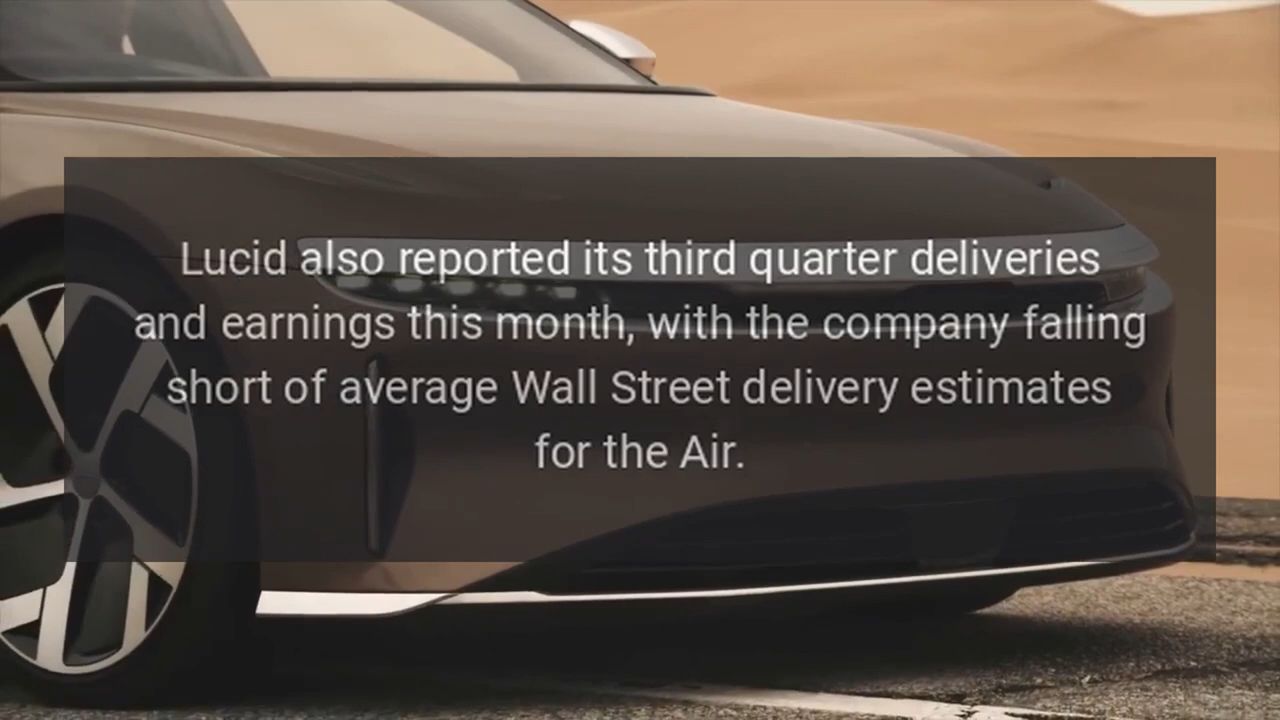 Lucid also reported its third quarter deliveries
and earnings this month, with the company falling
short of average Wall Street delivery estimates
for the Air.